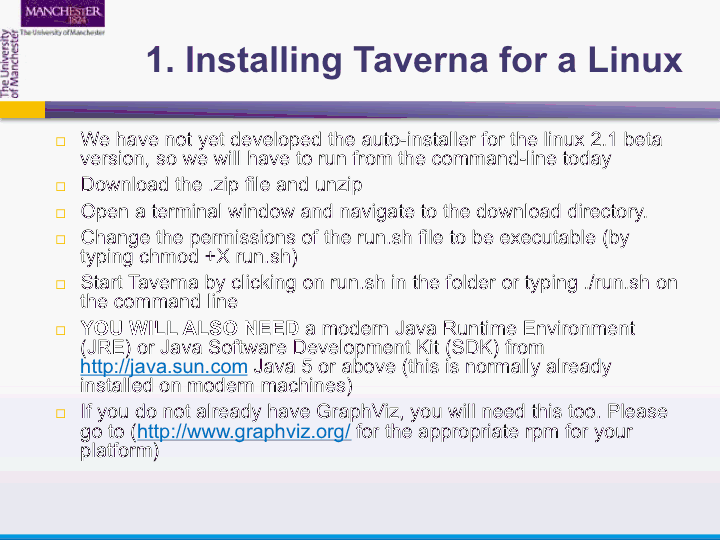 MANCHESTER
1824
The University of Manchester
The University
of Manchester
1. Installing Taverna for a Linux
We have not yet developed the auto-installer for the linux 2.1 beta
version, so we will have to run from the command-line today
Download the .zip file and unzip
Open a terminal window and navigate to the download directory.
Change the permissions of the run.sh file to be executable (by
typing chmod +X run.sh)
Start Taverna by clicking on run.sh in the folder or typing ./run.sh on
the command line
YOU WILL ALSO NEED a modern Java Runtime Environment
(JRE) or Java Software Development Kit (SDK) from
http://java.sun.com Java 5 or above (this is normally already
installed on modern machines)
If you do not already have GraphViz, you will need this too. Please
go to (http://www.graphviz.org/ for the appropriate rpm for your
platform)